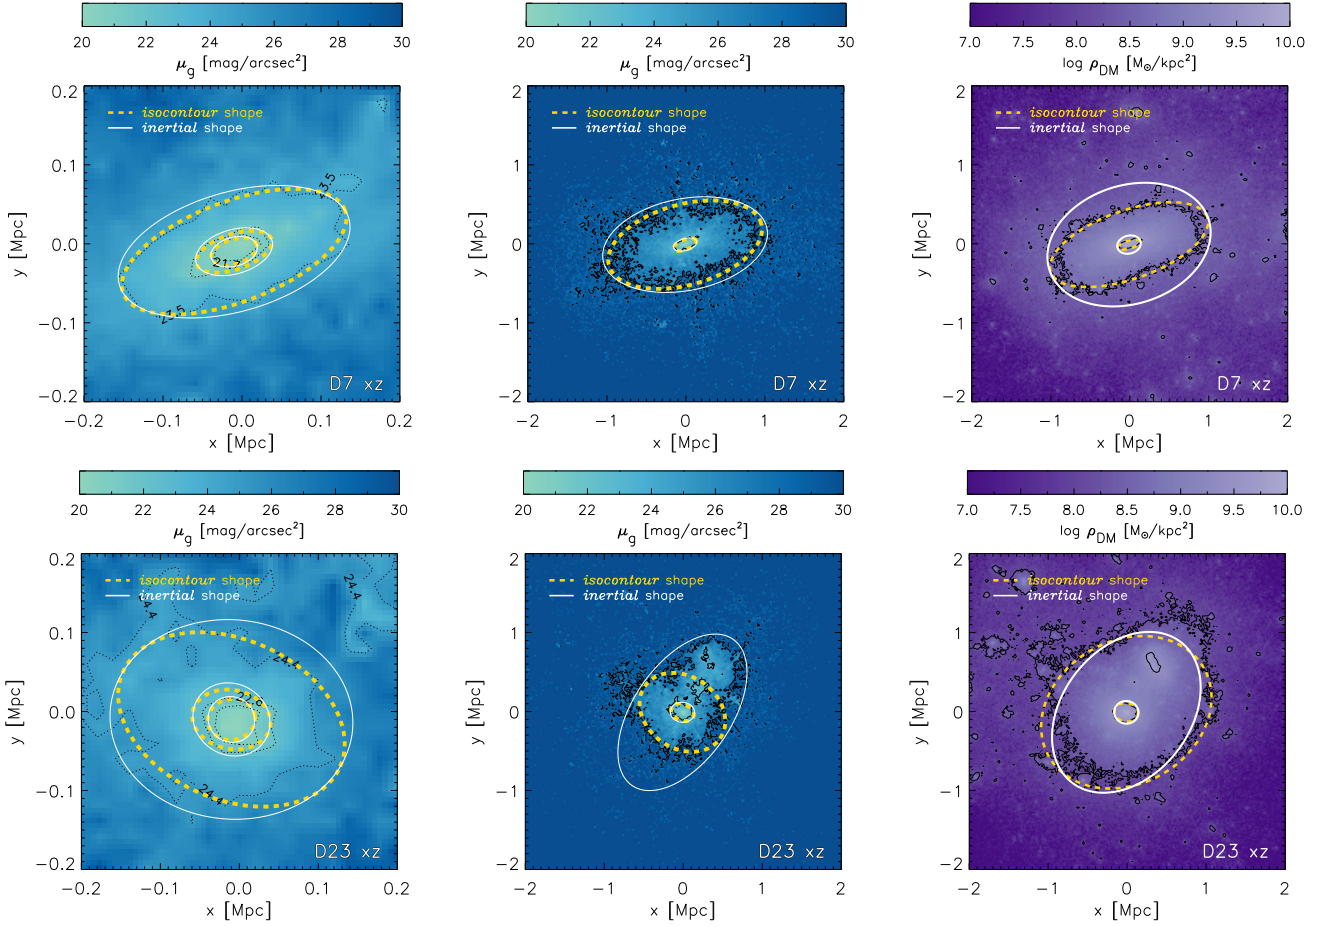 20 22 24 26 28 30
μg [mag/arcsec²]
20 22 24 26 28 30
μg [mag/arcsec²]
7.0 7.5 8.0 8.5 9.0 9.5 10.0
log ρDM [M⊙/kpc²]
0.2
0.1
0.0
−0.1
−0.2
y [Mpc]
isocontour shape
inertial shape
23.5
21.7
23.5
D7 xz
−0.2 −0.1 0.0 0.1 0.2
x [Mpc]
2
1
0
−1
−2
y [Mpc]
isocontour shape
inertial shape
D7 xz
−2 −1 0 1 2
x [Mpc]
2
1
0
−1
−2
y [Mpc]
isocontour shape
inertial shape
D7 xz
−2 −1 0 1 2
x [Mpc]
20 22 24 26 28 30
μg [mag/arcsec²]
20 22 24 26 28 30
μg [mag/arcsec²]
7.0 7.5 8.0 8.5 9.0 9.5 10.0
log ρDM [M⊙/kpc²]
0.2
0.1
0.0
−0.1
−0.2
y [Mpc]
isocontour shape
inertial shape
24.4
24.4
24.4
D23 xz
−0.2 −0.1 0.0 0.1 0.2
x [Mpc]
2
1
0
−1
−2
y [Mpc]
isocontour shape
inertial shape
D23 xz
−2 −1 0 1 2
x [Mpc]
2
1
0
−1
−2
y [Mpc]
isocontour shape
inertial shape
D23 xz
−2 −1 0 1 2
x [Mpc]